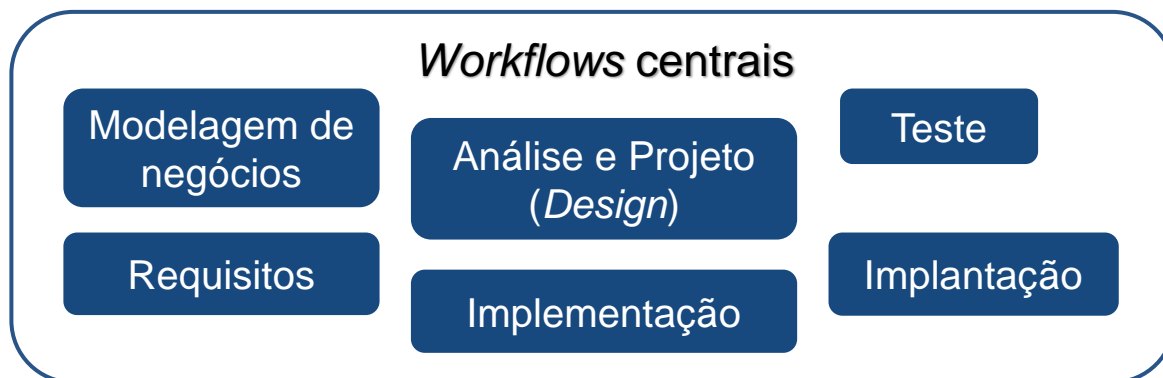 Workflows centrais
Modelagem de
negócios
Requisitos
Análise e Projeto
(Design)
Implementação
Teste
Implantação